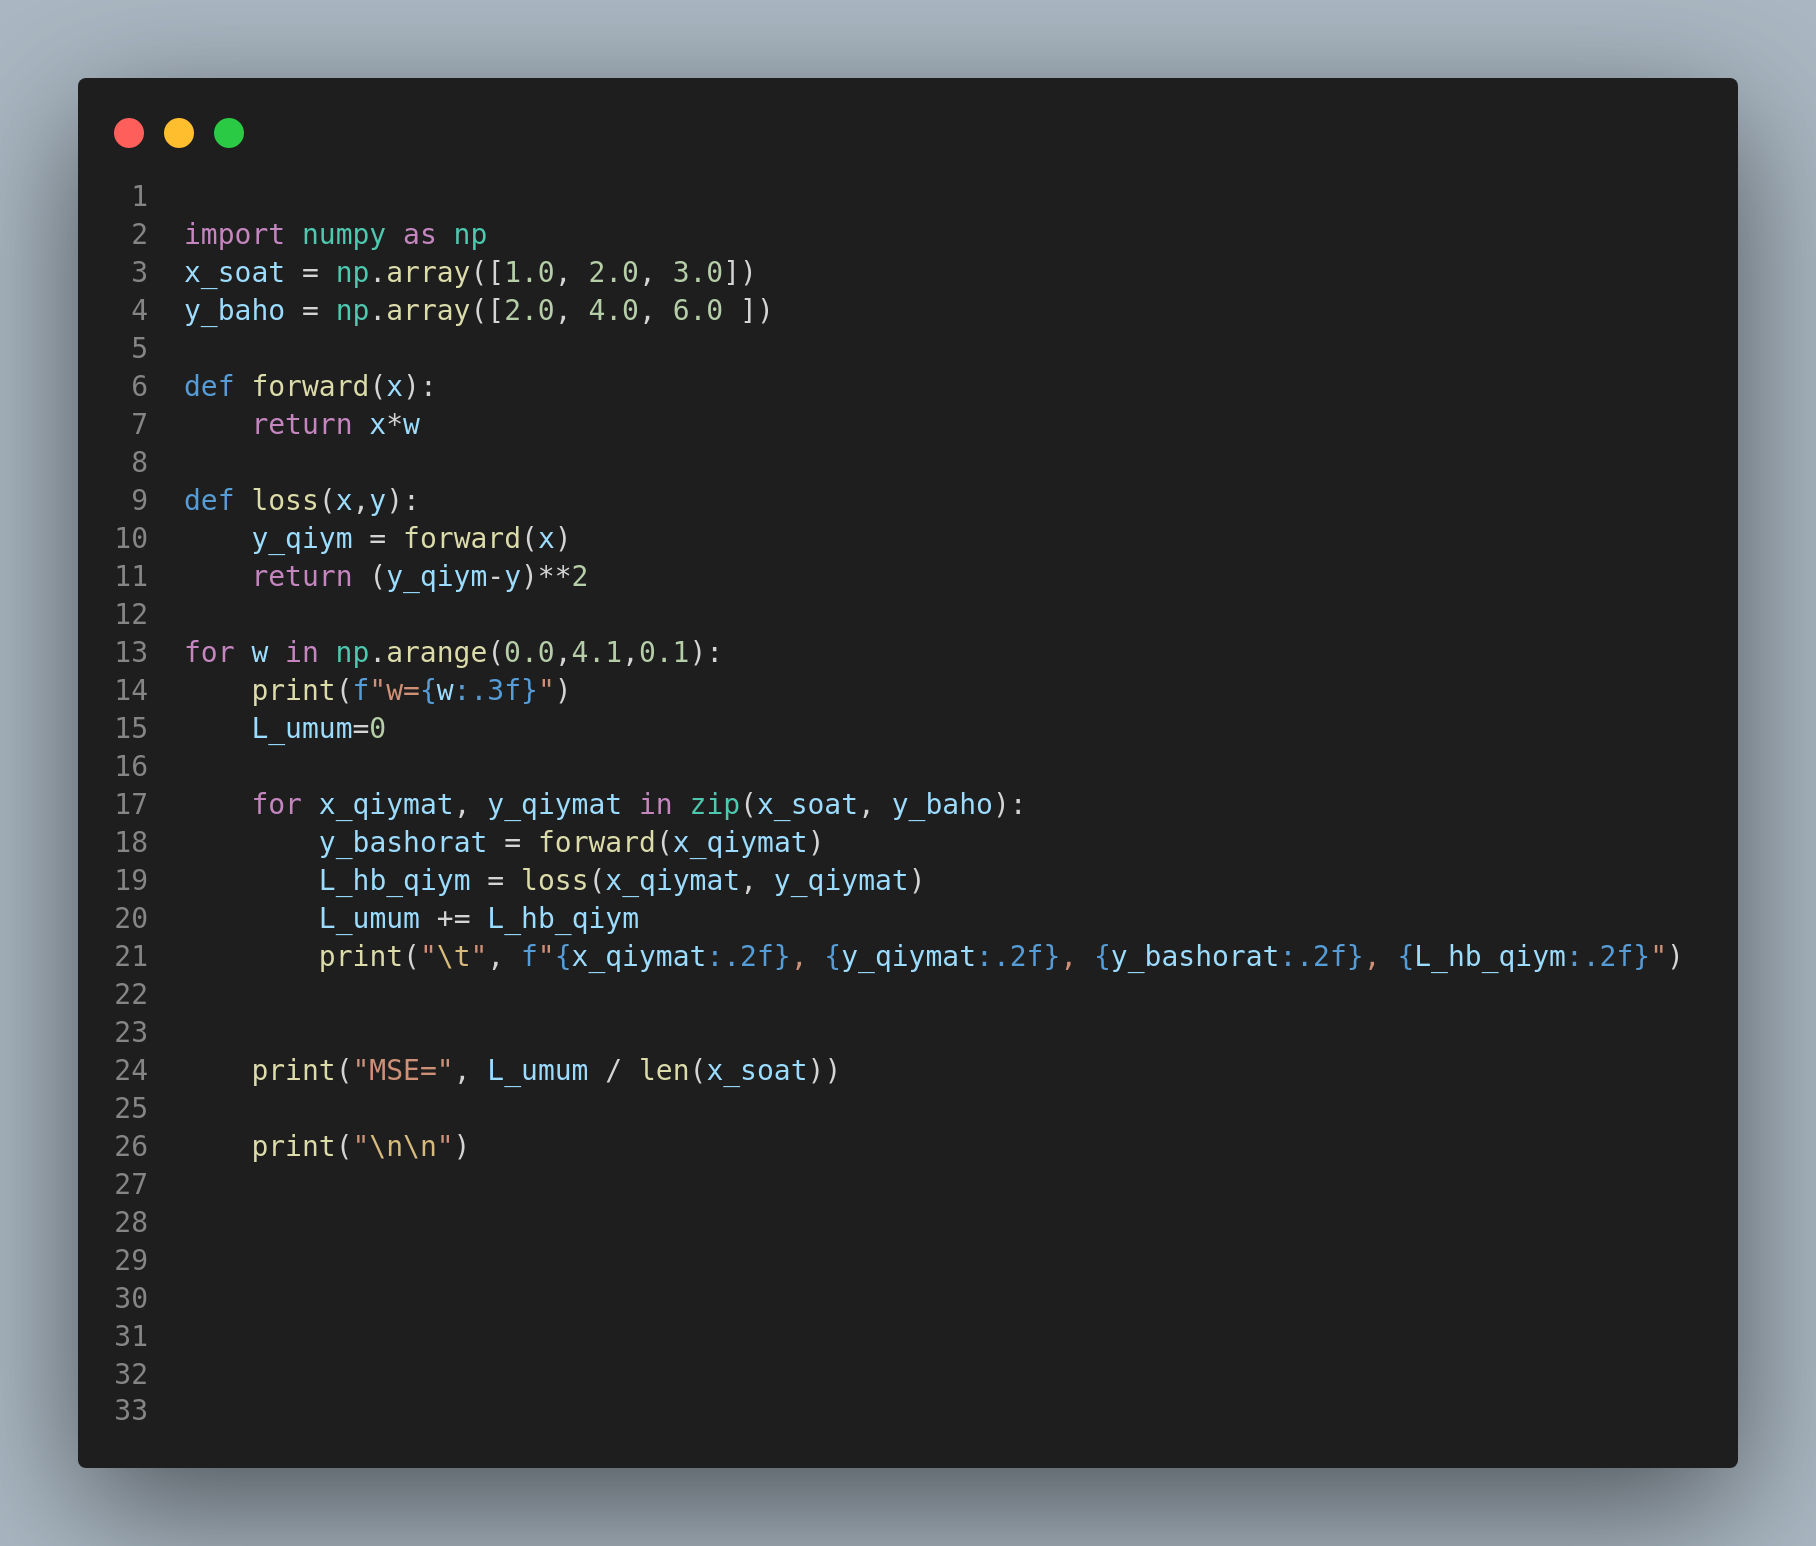 1
2 import numpy as np
3 x_soat = np.array([1.0, 2.0, 3.0])
4 y_baho = np.array([2.0, 4.0, 6.0 ])
5
6 def forward(x):
7     return x*w
8
9 def loss(x,y):
10     y_qiym = forward(x)
11     return (y_qiym-y)**2
12
13 for w in np.arange(0.0,4.1,0.1):
14     print(f"w={w:.3f}")
15     L_umum=0
16
17     for x_qiymat, y_qiymat in zip(x_soat, y_baho):
18         y_bashorat = forward(x_qiymat)
19         L_hb_qiym = loss(x_qiymat, y_qiymat)
20         L_umum += L_hb_qiym
21         print("\t", f"{x_qiymat:.2f}, {y_qiymat:.2f}, {y_bashorat:.2f}, {L_hb_qiym:.2f}")
22
23
24     print("MSE=", L_umum / len(x_soat))
25
26     print("\n\n")
27
28
29
30
31
32
33